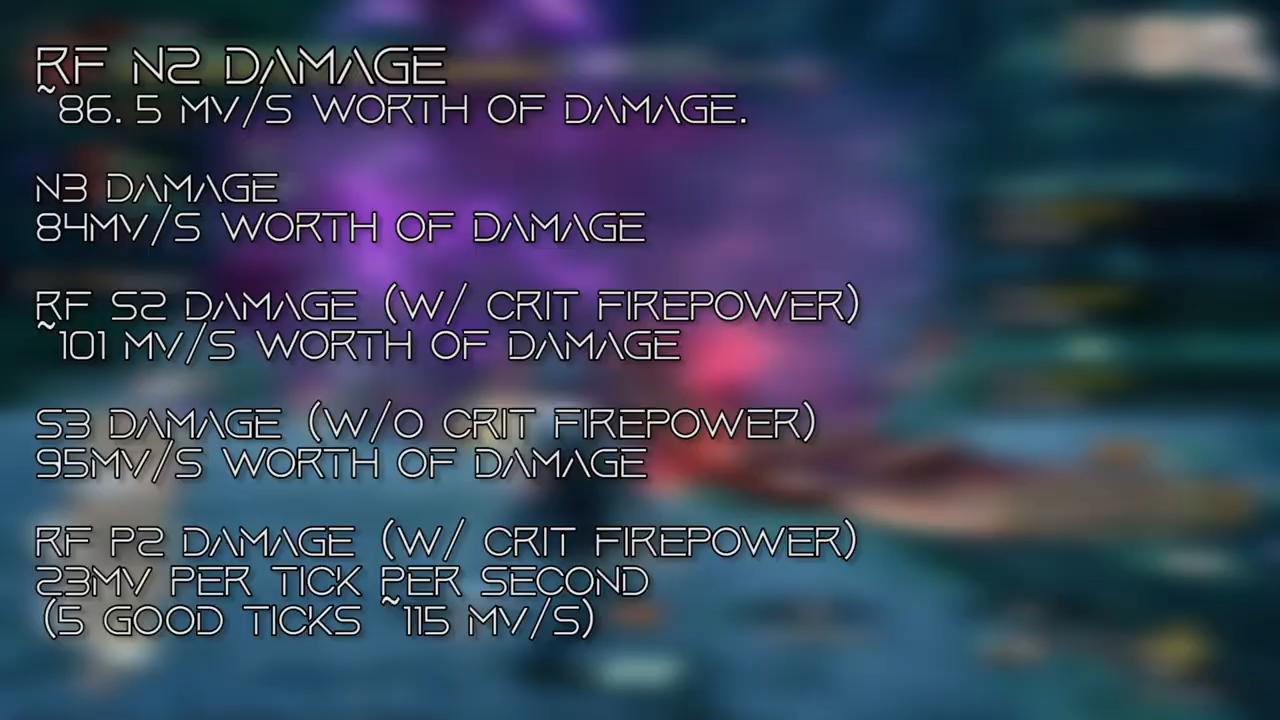 RF N2 DAMAGE
~86.5 MV/S WORTH OF DAMAGE.
N3 DAMAGE
84MV/S WORTH OF DAMAGE
RF S2 DAMAGE (W/ CRIT FIREPOWER)
~101 MV/S WORTH OF DAMAGE
S3 DAMAGE (W/O CRIT FIREPOWER)
95MV/S WORTH OF DAMAGE
RF P2 DAMAGE (W/ CRIT FIREPOWER)
23MV PER TICK PER SECOND
(5 GOOD TICKS ~115 MV/S)